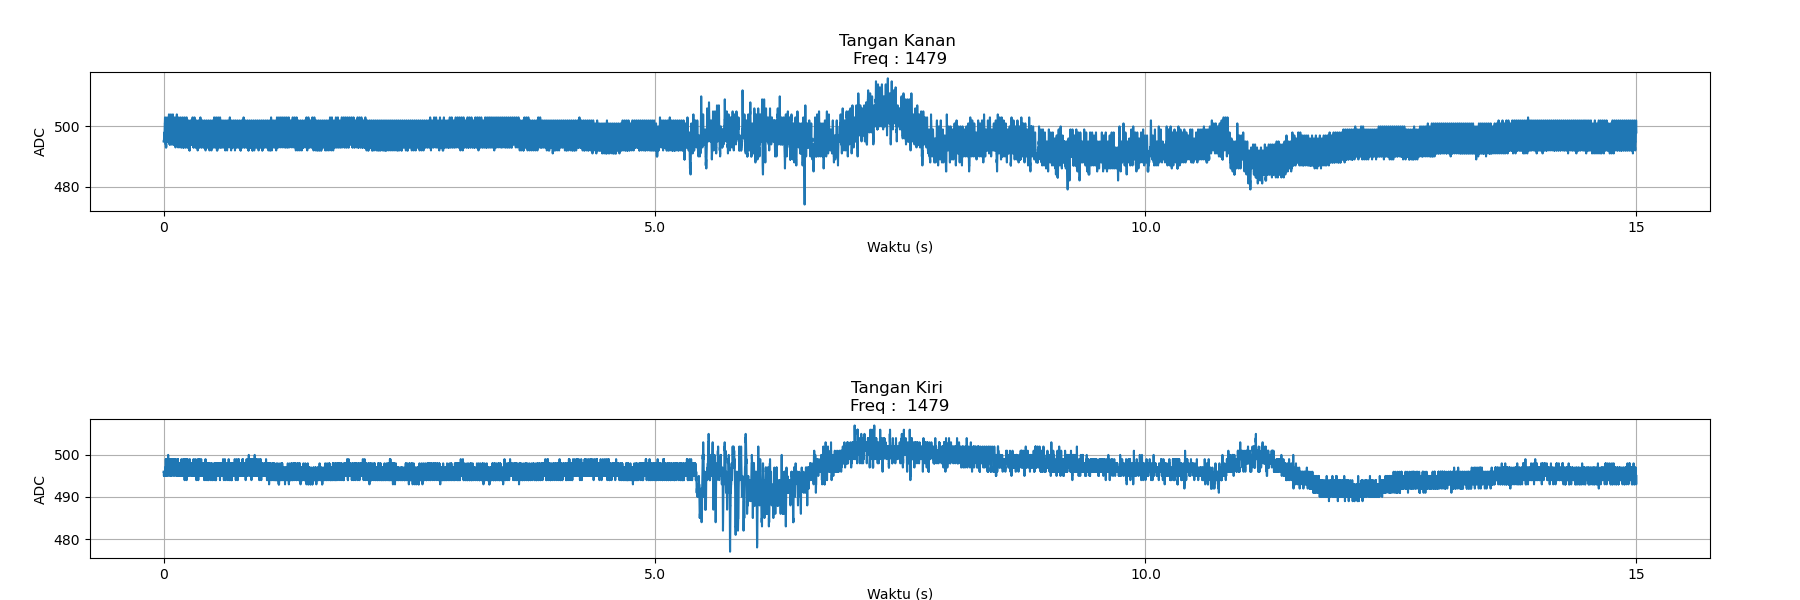 Tangan Kanan
Freq : 1479
ADC
500
480
0 5.0 10.0 15
Waktu (s)
Tangan Kiri
Freq :  1479
ADC
500
490
480
0 5.0 10.0 15
Waktu (s)